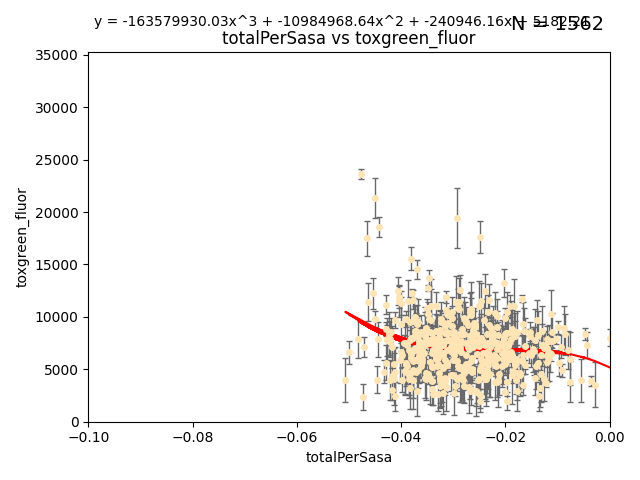 y = -163579930.03x^3 + -10984968.64x^2 + -240946.16x +
N = 1562
totalPerSasa vs toxgreen_fluor
35000
30000
25000
20000
15000
10000
5000
0
toxgreen_fluor
−0.10 −0.08 −0.06 −0.04 −0.02 0.00
totalPerSasa